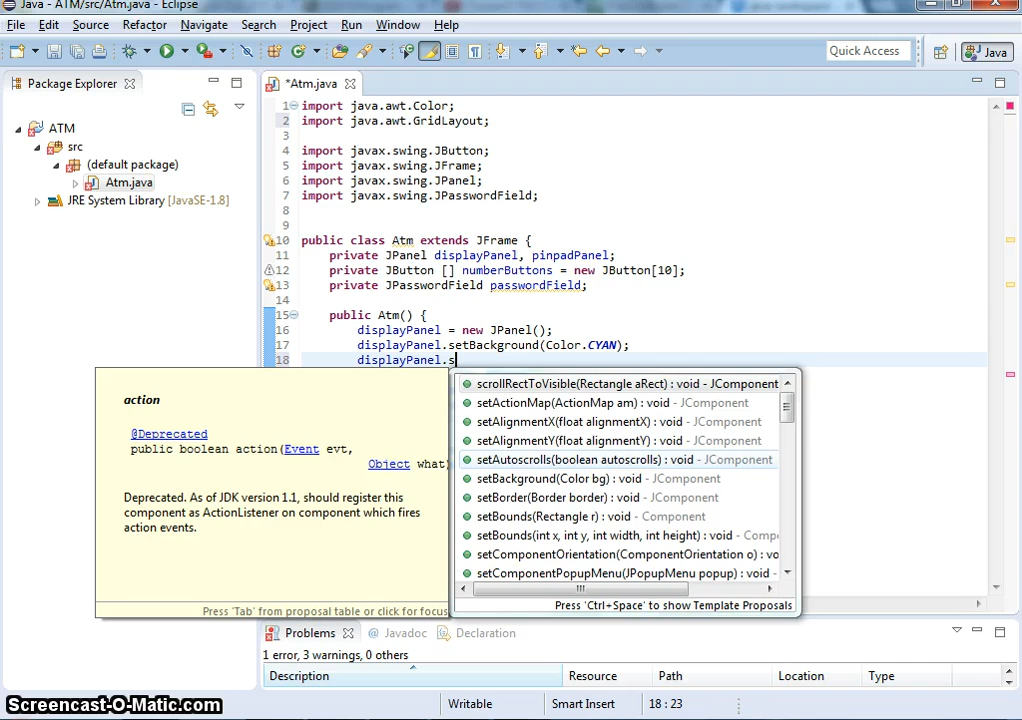 Java - ATM/src/Atm.java - Eclipse
File Edit Source Refactor Navigate Search Project Run Window Help
Quick Access Java
Package Explorer
*Atm.java
ATM
src
(default package)
Atm.java
JRE System Library [JavaSE-1.8]
1 import java.awt.Color;
2 import java.awt.GridLayout;
3
4 import javax.swing.JButton;
5 import javax.swing.JFrame;
6 import javax.swing.JPanel;
7 import javax.swing.JPasswordField;
8
9
10 public class Atm extends JFrame {
11 private JPanel displayPanel, pinpadPanel;
12 private JButton [] numberButtons = new JButton[10];
13 private JPasswordField passwordField;
14
15 public Atm() {
16 displayPanel = new JPanel();
17 displayPanel.setBackground(Color.CYAN);
18 displayPanel.s
action
@Deprecated
public boolean action(Event evt,
Object what)
Deprecated. As of JDK version 1.1, should register this
component as ActionListener on component which fires
action events.
Press 'Tab' from proposal table or click for focus
scrollRectToVisible(Rectangle aRect) : void - JComponent
setActionMap(ActionMap am) : void - JComponent
setAlignmentX(float alignmentX) : void - JComponent
setAlignmentY(float alignmentY) : void - JComponent
setAutoscrolls(boolean autoscrolls) : void - JComponent
setBackground(Color bg) : void - JComponent
setBorder(Border border) : void - JComponent
setBounds(Rectangle r) : void - Component
setBounds(int x, int y, int width, int height) : void - Comp
setComponentOrientation(ComponentOrientation o) : vo
setComponentPopupMenu(JPopupMenu popup) : void -
Press 'Ctrl+Space' to show Template Proposals
Problems @ Javadoc Declaration
1 error, 3 warnings, 0 others
Description Resource Path Location Type
Writable Smart Insert 18 : 23
Screencast-O-Matic.com